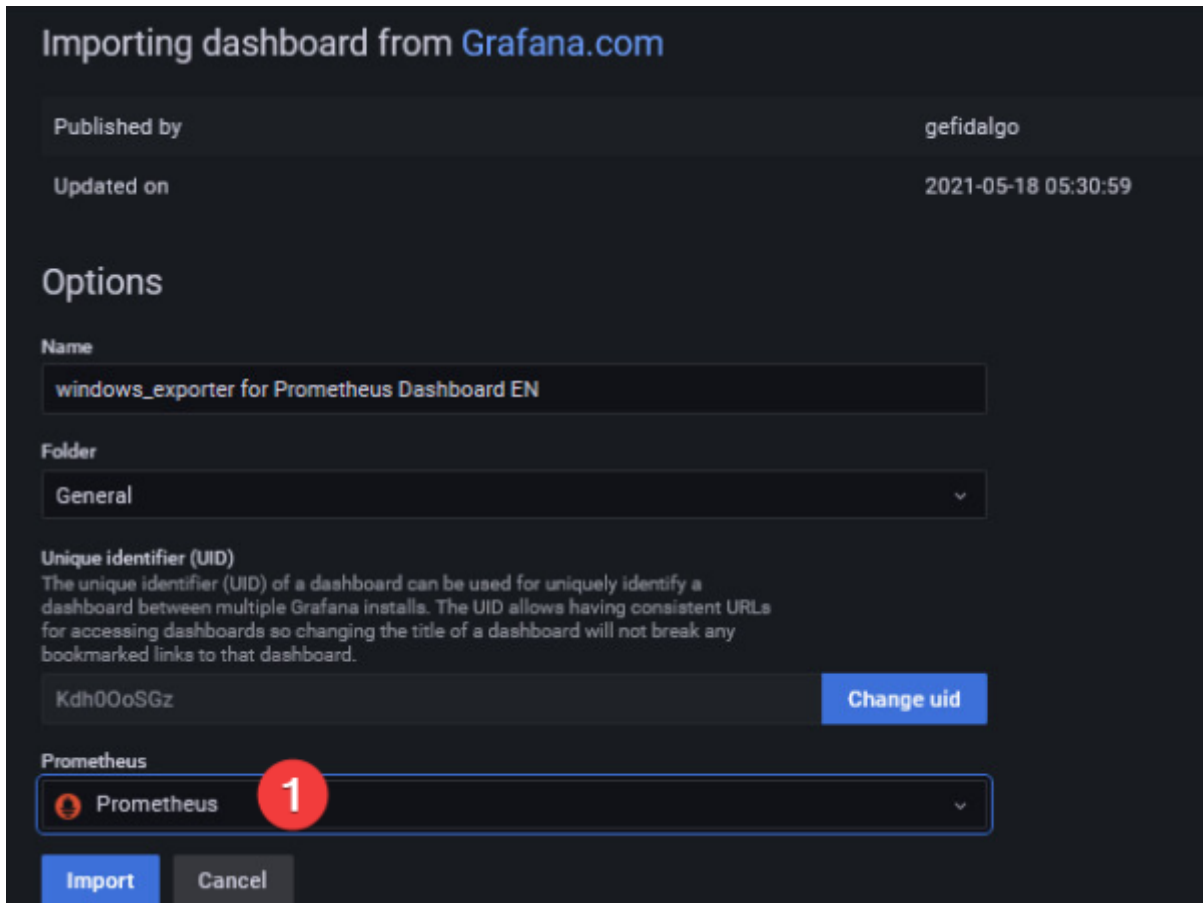 Importing dashboard from Grafana.com
Published by gefidalgo
Updated on 2021-05-18 05:30:59
Options
Name
windows_exporter for Prometheus Dashboard EN
Folder
General
Unique identifier (UID)
The unique identifier (UID) of a dashboard can be used for uniquely identify a
dashboard between multiple Grafana installs. The UID allows having consistent URLs
for accessing dashboards so changing the title of a dashboard will not break any
bookmarked links to that dashboard.
Kdh0OoSGz Change uid
Prometheus
Prometheus 1
Import Cancel